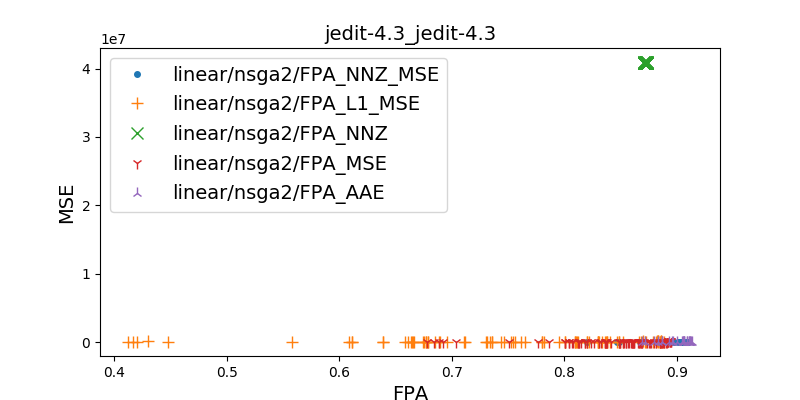 jedit-4.3_jedit-4.3
1e7
linear/nsga2/FPA_NNZ_MSE
linear/nsga2/FPA_L1_MSE
linear/nsga2/FPA_NNZ
linear/nsga2/FPA_MSE
linear/nsga2/FPA_AAE
4
3
2
1
0
MSE
0.4 0.5 0.6 0.7 0.8 0.9
FPA